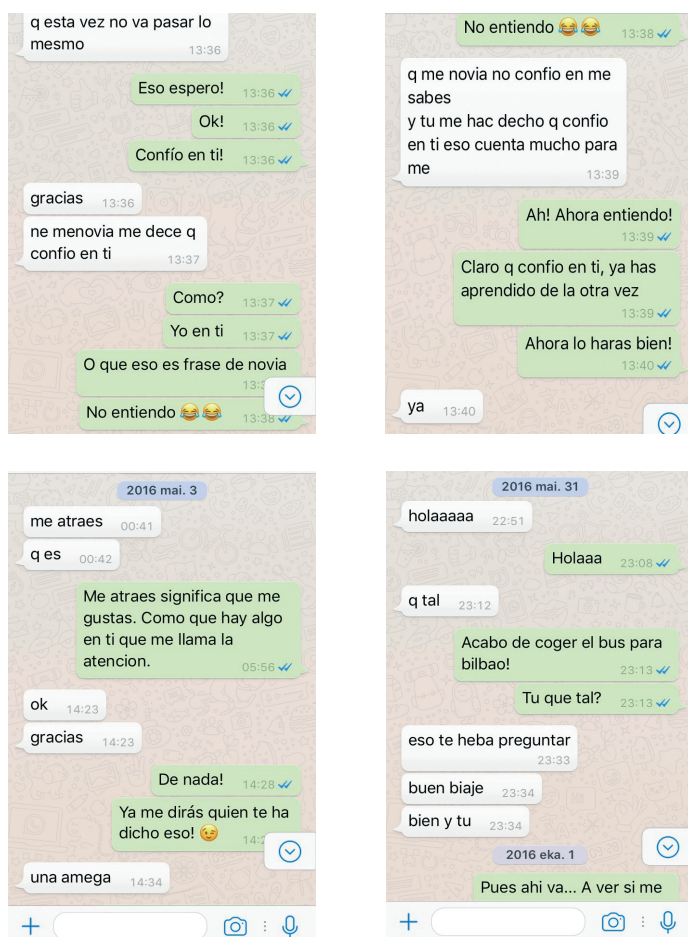 q esta vez no va pasar lo
mesmo 13:36
Eso espero! 13:36
Ok! 13:36
Confío en ti! 13:36
gracias 13:36
ne menovia me dece q
confio en ti 13:37
Como? 13:37
Yo en ti 13:37
O que eso es frase de novia
No entiendo 😂😂 13:38
No entiendo 😂😂 13:38
q me novia no confio en me
sabes
y tu me hac decho q confio
en ti eso cuenta mucho para
me 13:39
Ah! Ahora entiendo!
13:39
Claro q confio en ti, ya has
aprendido de la otra vez
13:39
Ahora lo haras bien!
13:40
ya 13:40
2016 mai. 3
me atraes 00:41
q es 00:42
Me atraes significa que me
gustas. Como que hay algo
en ti que me llama la
atencion. 05:56
ok 14:23
gracias 14:23
De nada! 14:28
Ya me dirás quien te ha
dicho eso! 😉
una amega 14:34
2016 mai. 31
holaaaaa 22:51
Holaaa 23:08
q tal 23:12
Acabo de coger el bus para
bilbao! 23:13
Tu que tal? 23:13
eso te heba preguntar
23:33
buen biaje 23:34
bien y tu 23:34
2016 eka. 1
Pues ahi va... A ver si me